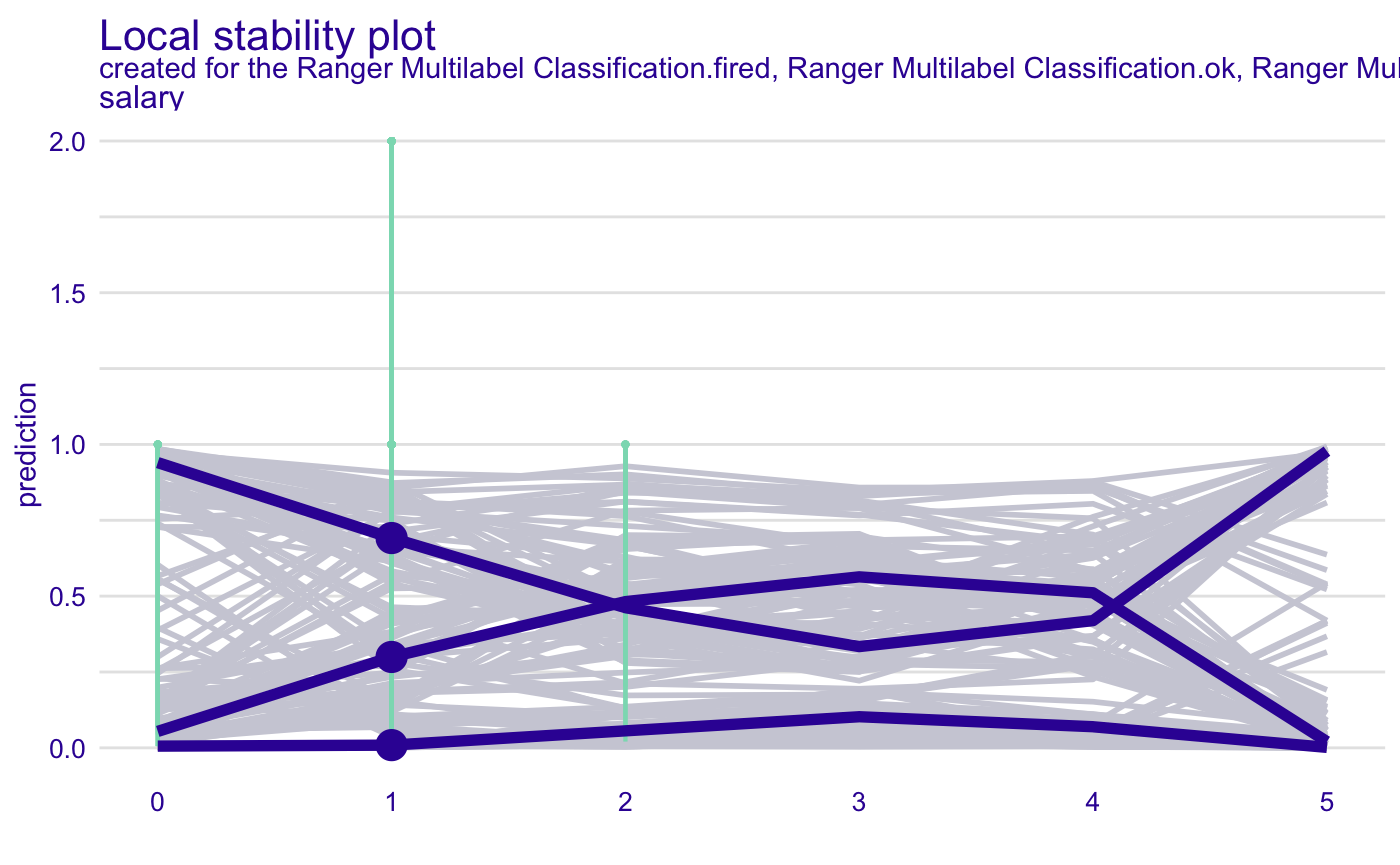 Local stability plot
created for the Ranger Multilabel Classification.fired, Ranger Multilabel Classification.ok, Ranger
salary
2.0
1.5
1.0
0.5
0.0
prediction
0 1 2 3 4 5